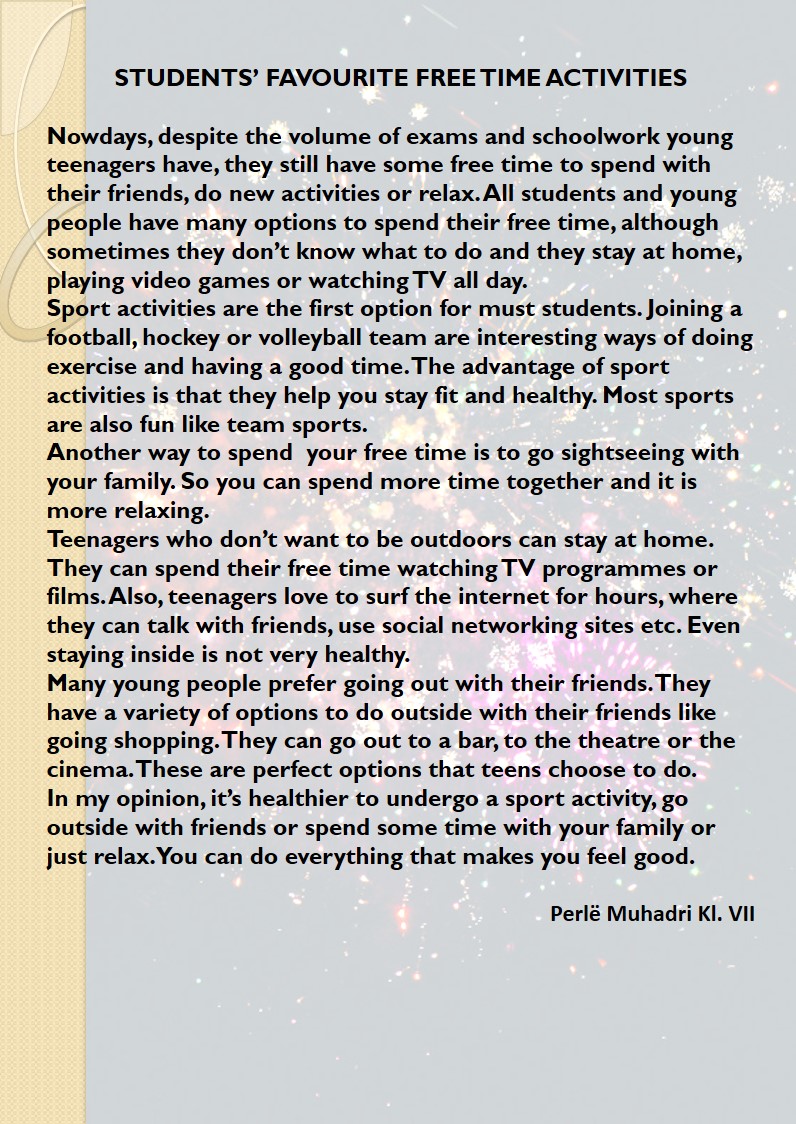 STUDENTS’ FAVOURITE FREE TIME ACTIVITIES
Nowdays, despite the volume of exams and schoolwork young
teenagers have, they still have some free time to spend with
their friends, do new activities or relax. All students and young
people have many options to spend their free time, although
sometimes they don’t know what to do and they stay at home,
playing video games or watching TV all day.
Sport activities are the first option for must students. Joining a
football, hockey or volleyball team are interesting ways of doing
exercise and having a good time. The advantage of sport
activities is that they help you stay fit and healthy. Most sports
are also fun like team sports.
Another way to spend  your free time is to go sightseeing with
your family. So you can spend more time together and it is
more relaxing.
Teenagers who don’t want to be outdoors can stay at home.
They can spend their free time watching TV programmes or
films. Also, teenagers love to surf the internet for hours, where
they can talk with friends, use social networking sites etc. Even
staying inside is not very healthy.
Many young people prefer going out with their friends. They
have a variety of options to do outside with their friends like
going shopping. They can go out to a bar, to the theatre or the
cinema. These are perfect options that teens choose to do.
In my opinion, it’s healthier to undergo a sport activity, go
outside with friends or spend some time with your family or
just relax. You can do everything that makes you feel good.
Perlë Muhadri Kl. VII